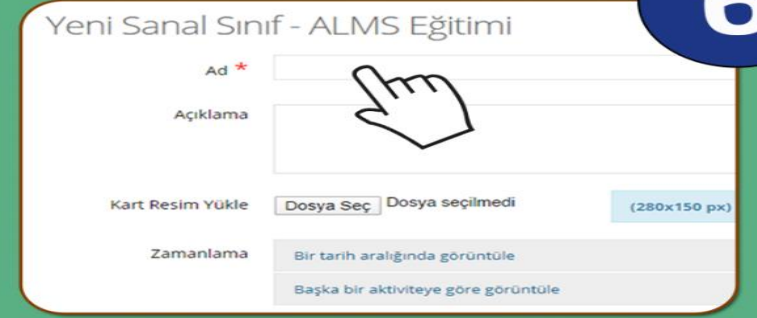 6
Yeni Sanal Sınıf - ALMS Eğitimi
Ad *
Açıklama
Kart Resim Yükle Dosya Seç Dosya seçilmedi (280x150 px)
Zamanlama Bir tarih aralığında görüntüle
Başka bir aktiviteye göre görüntüle